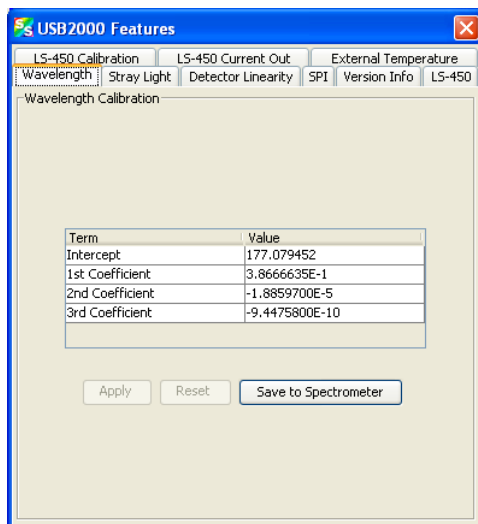 USB2000 Features
LS-450 Calibration LS-450 Current Out External Temperature
Wavelength Stray Light Detector Linearity SPI Version Info LS-450
Wavelength Calibration
Term Value
Intercept 177.079452
1st Coefficient 3.8666635E-1
2nd Coefficient -1.8859700E-5
3rd Coefficient -9.4475800E-10
Apply Reset Save to Spectrometer